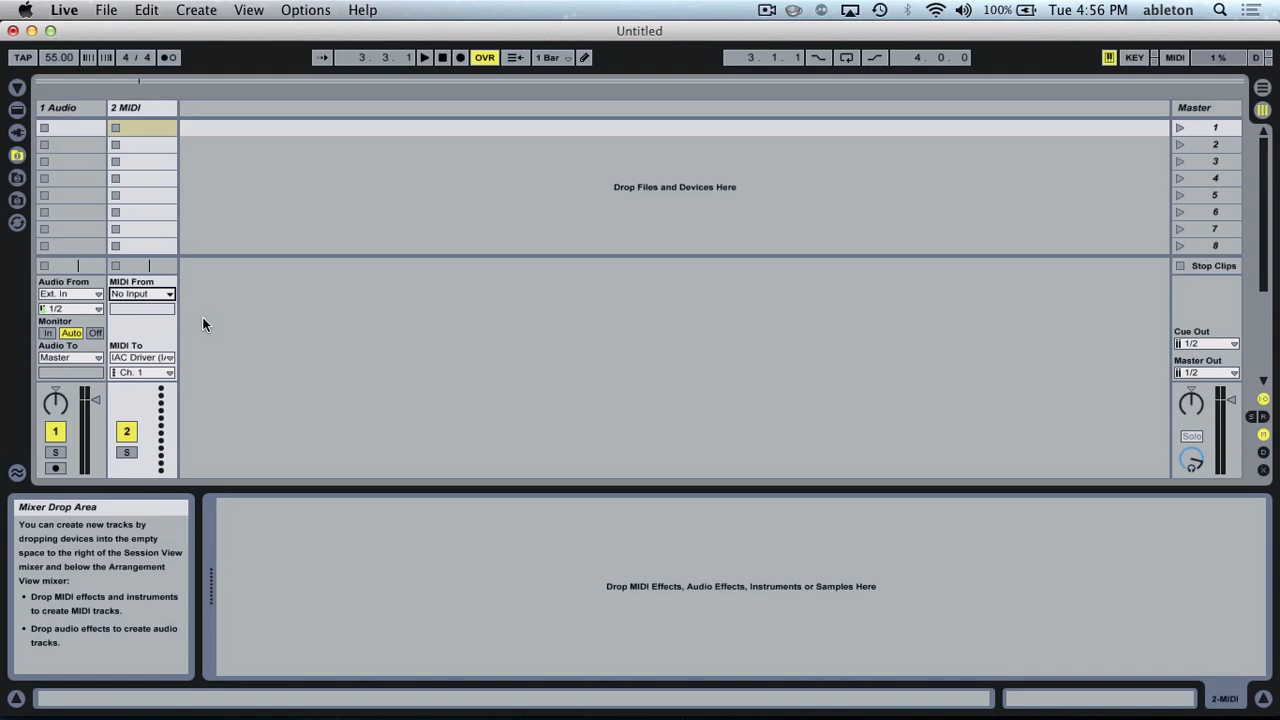 Live File Edit Create View Options Help 100% Tue 4:56 PM ableton
Untitled
TAP 55.00 4 / 4 3. 3. 1 OVR 1 Bar 3. 1. 1 4. 0. 0 KEY MIDI 1 % D
1 Audio 2 MIDI Master
1
2
3
4
5
6
7
8
Drop Files and Devices Here
Stop Clips
Audio From MIDI From
Ext. In No Input
1/2
Monitor
In Auto Off
Audio To MIDI To
Master IAC Driver (I
Ch. 1
Cue Out
1/2
Master Out
1/2
1 2
S S
Solo
I·O
S R
M
D
X
Mixer Drop Area
You can create new tracks by
dropping devices into the empty
space to the right of the Session View
mixer and below the Arrangement
View mixer:
Drop MIDI effects and instruments
to create MIDI tracks.
Drop audio effects to create audio
tracks.
Drop MIDI Effects, Audio Effects, Instruments or Samples Here
2-MIDI